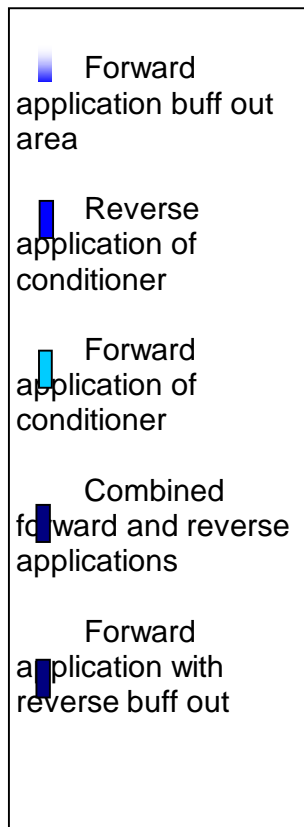 Forward
application buff out
area
Reverse
application of
conditioner
Forward
application of
conditioner
Combined
forward and reverse
applications
Forward
application with
reverse buff out